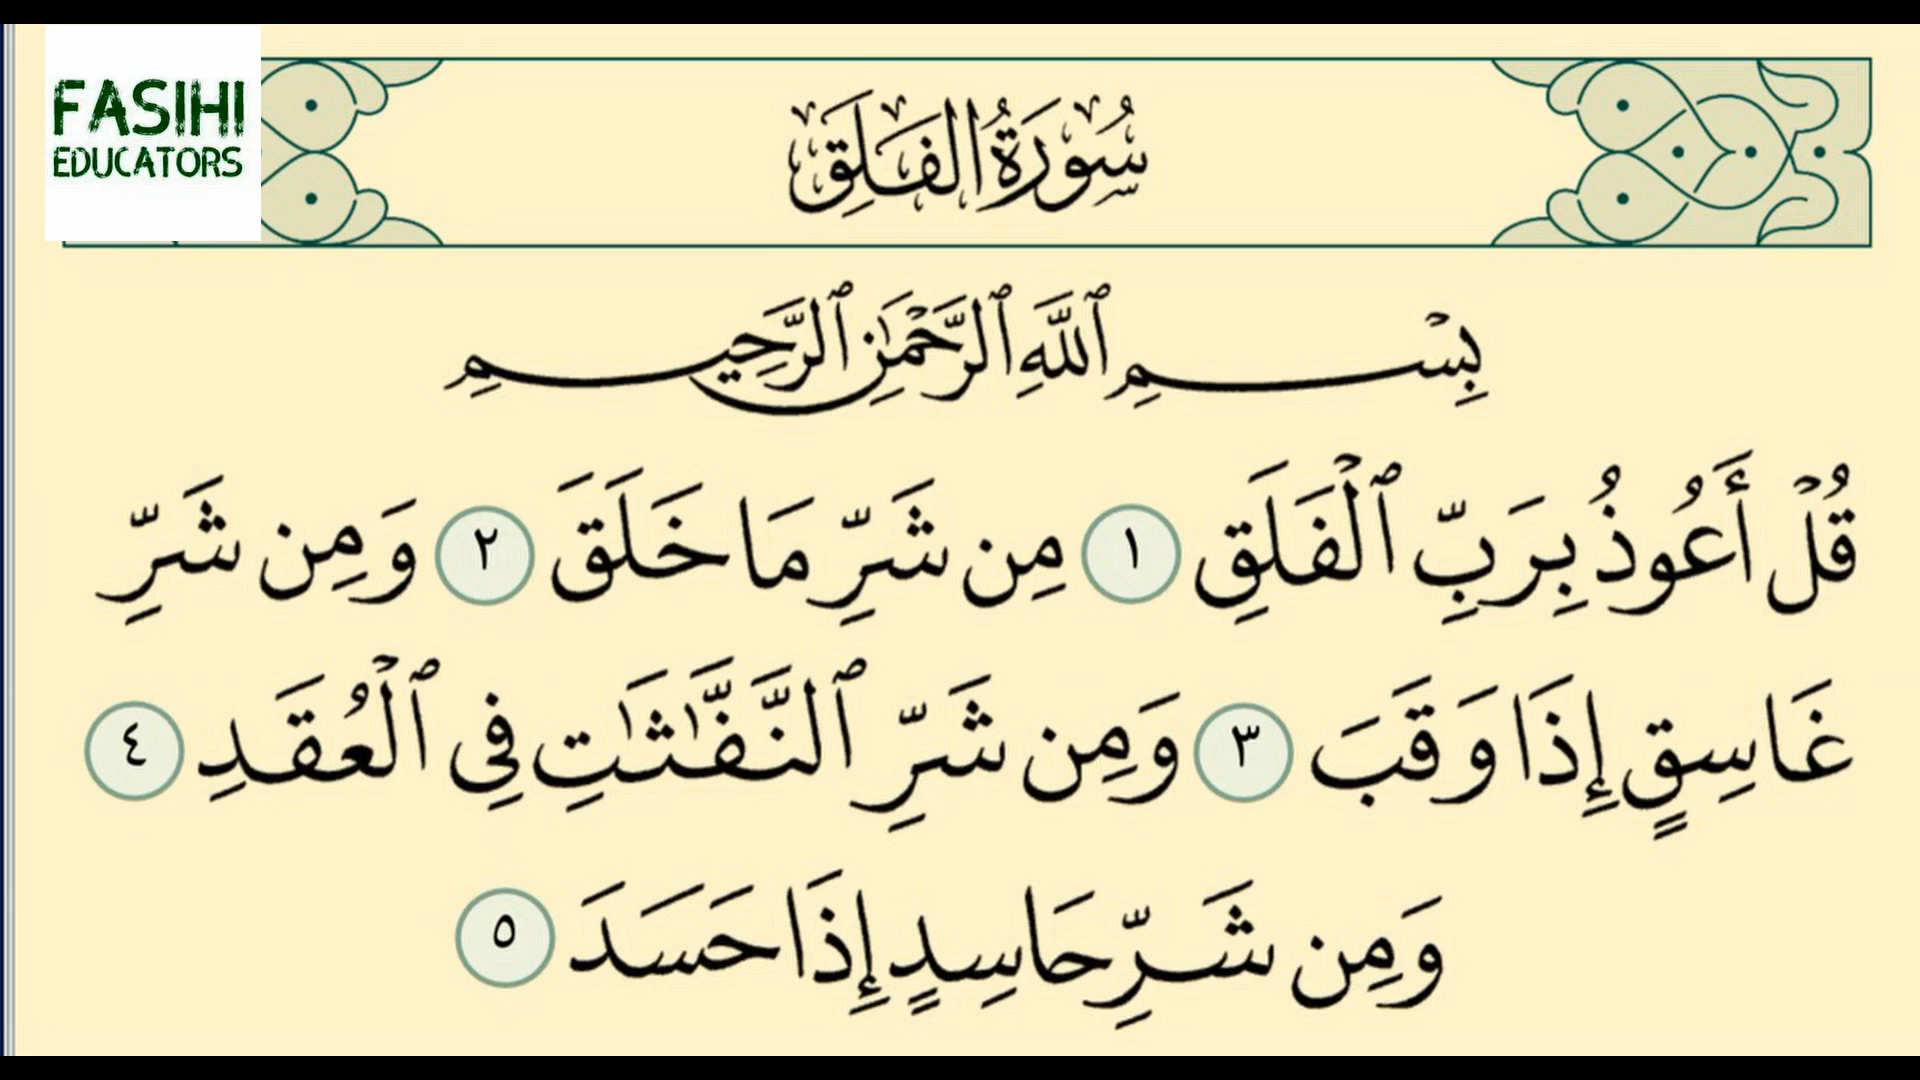 FASIHI
EDUCATORS
سُورَةُ الفَلَقِ
بِسْمِ ٱللَّهِ ٱلرَّحْمَٰنِ ٱلرَّحِيمِ
قُلْ أَعُوذُ بِرَبِّ ٱلْفَلَقِ ١ مِن شَرِّ مَا خَلَقَ ٢ وَمِن شَرِّ
غَاسِقٍ إِذَا وَقَبَ ٣ وَمِن شَرِّ ٱلنَّفَّٰثَٰتِ فِى ٱلْعُقَدِ ٤
وَمِن شَرِّ حَاسِدٍ إِذَا حَسَدَ ٥